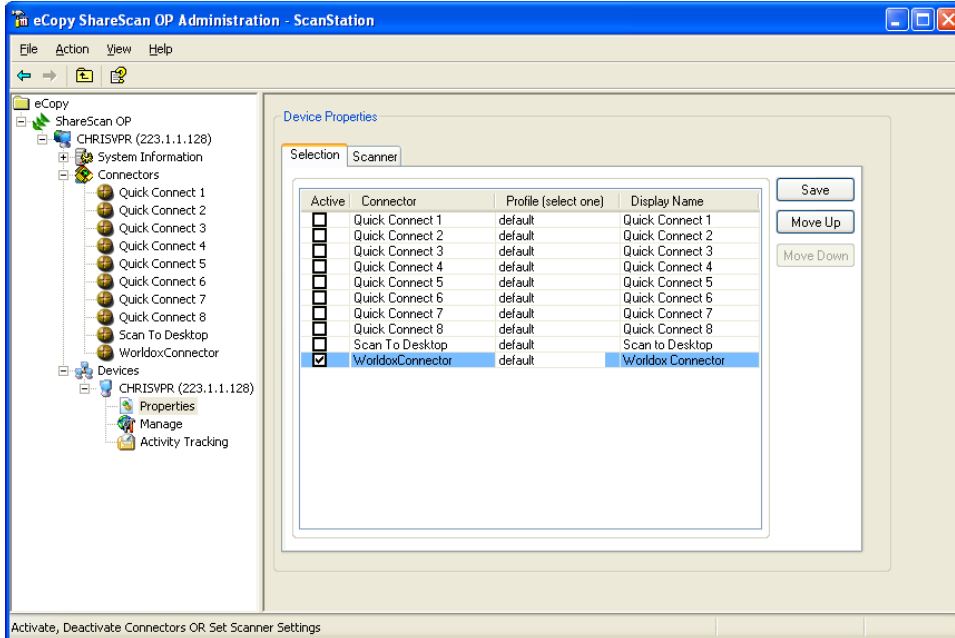 eCopy ShareScan OP Administration - ScanStation
File Action View Help
eCopy
ShareScan OP
CHRISVPR (223.1.1.128)
System Information
Connectors
Quick Connect 1
Quick Connect 2
Quick Connect 3
Quick Connect 4
Quick Connect 5
Quick Connect 6
Quick Connect 7
Quick Connect 8
Scan To Desktop
WorldoxConnector
Devices
CHRISVPR (223.1.1.128)
Properties
Manage
Activity Tracking
Device Properties
Selection Scanner
Active Connector Profile (select one) Display Name
Quick Connect 1 default Quick Connect 1
Quick Connect 2 default Quick Connect 2
Quick Connect 3 default Quick Connect 3
Quick Connect 4 default Quick Connect 4
Quick Connect 5 default Quick Connect 5
Quick Connect 6 default Quick Connect 6
Quick Connect 7 default Quick Connect 7
Quick Connect 8 default Quick Connect 8
Scan To Desktop default Scan to Desktop
WorldoxConnector default Worldox Connector
Save
Move Up
Move Down
Activate, Deactivate Connectors OR Set Scanner Settings